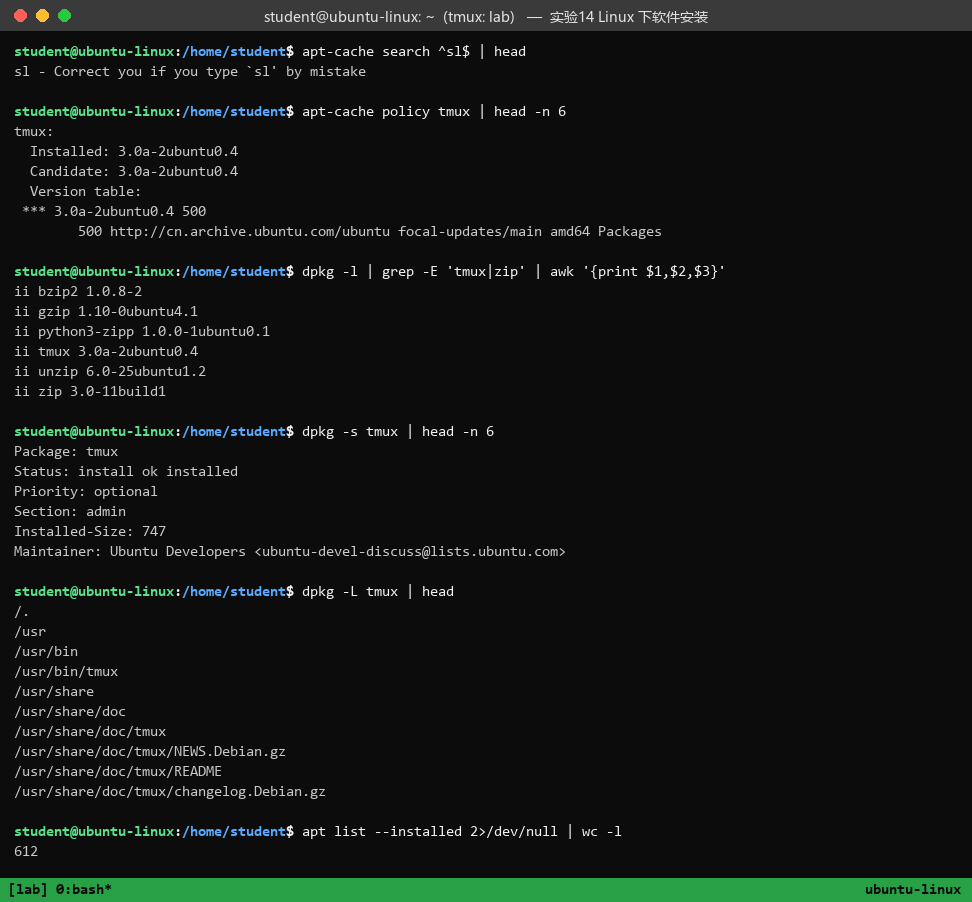 student@ubuntu-linux: ~  (tmux: lab)  —  实验14 Linux 下软件安装
student@ubuntu-linux:/home/student$ apt-cache search ^sl$ | head
sl - Correct you if you type `sl' by mistake
student@ubuntu-linux:/home/student$ apt-cache policy tmux | head -n 6
tmux:
  Installed: 3.0a-2ubuntu0.4
  Candidate: 3.0a-2ubuntu0.4
  Version table:
 *** 3.0a-2ubuntu0.4 500
        500 http://cn.archive.ubuntu.com/ubuntu focal-updates/main amd64 Packages
student@ubuntu-linux:/home/student$ dpkg -l | grep -E 'tmux|zip' | awk '{print $1,$2,$3}'
ii bzip2 1.0.8-2
ii gzip 1.10-0ubuntu4.1
ii python3-zipp 1.0.0-1ubuntu0.1
ii tmux 3.0a-2ubuntu0.4
ii unzip 6.0-25ubuntu1.2
ii zip 3.0-11build1
student@ubuntu-linux:/home/student$ dpkg -s tmux | head -n 6
Package: tmux
Status: install ok installed
Priority: optional
Section: admin
Installed-Size: 747
Maintainer: Ubuntu Developers <ubuntu-devel-discuss@lists.ubuntu.com>
student@ubuntu-linux:/home/student$ dpkg -L tmux | head
/.
/usr
/usr/bin
/usr/bin/tmux
/usr/share
/usr/share/doc
/usr/share/doc/tmux
/usr/share/doc/tmux/NEWS.Debian.gz
/usr/share/doc/tmux/README
/usr/share/doc/tmux/changelog.Debian.gz
student@ubuntu-linux:/home/student$ apt list --installed 2>/dev/null | wc -l
612
[lab] 0:bash* ubuntu-linux